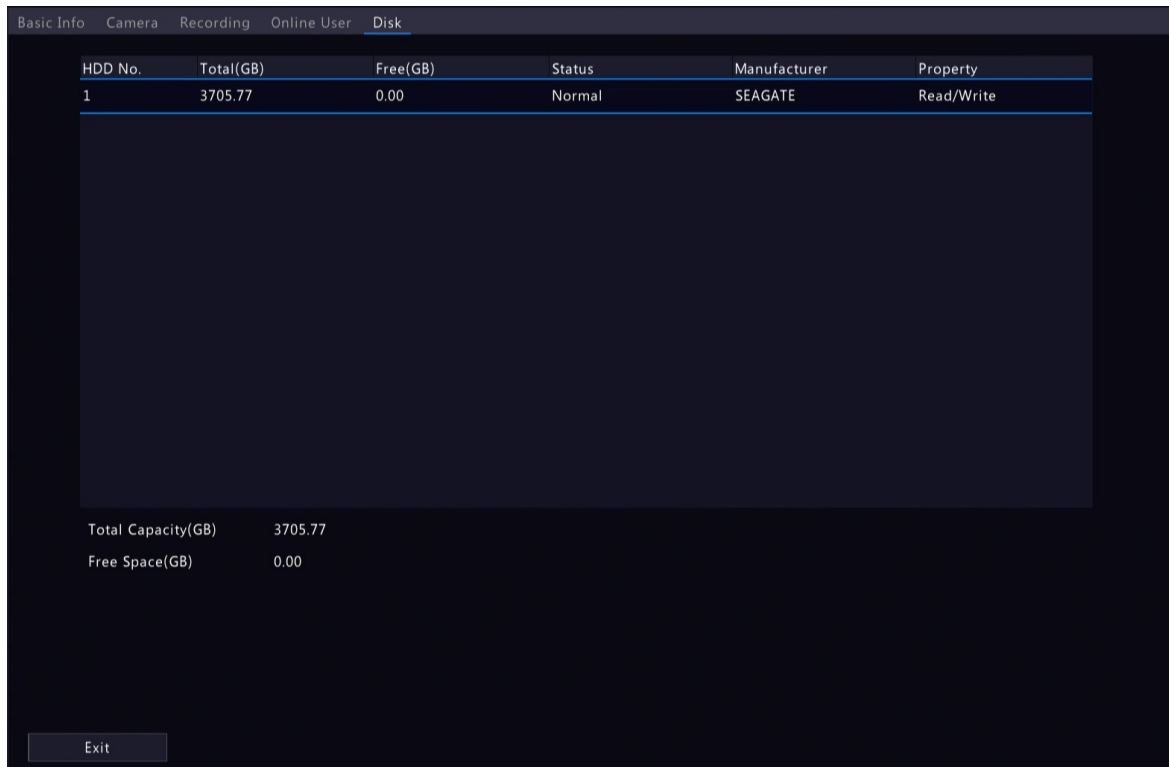 Basic Info Camera Recording Online User Disk
HDD No. Total(GB) Free(GB) Status Manufacturer Property
1 3705.77 0.00 Normal SEAGATE Read/Write
Total Capacity(GB) 3705.77
Free Space(GB) 0.00
Exit